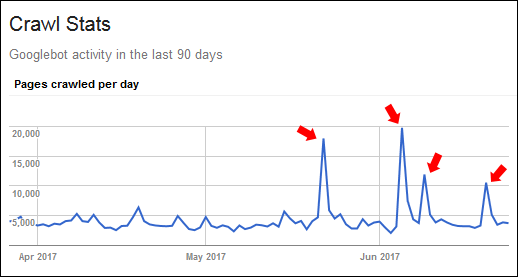 Crawl Stats
Googlebot activity in the last 90 days
Pages crawled per day
20,000
15,000
10,000
5,000
Apr 2017 May 2017 Jun 2017